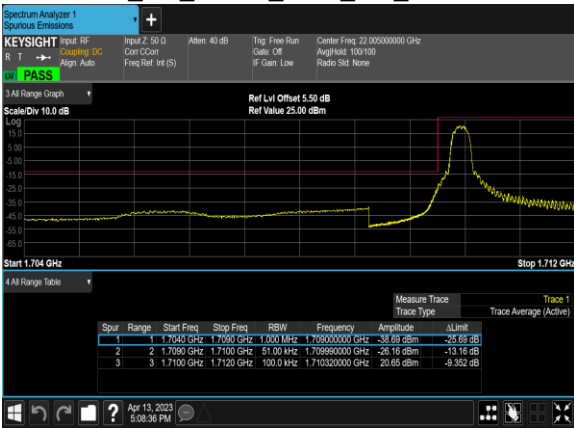 Spectrum Analyzer 1
Spurious Emissions
KEYSIGHT Input: RF
R T Coupling: DC
Align: Auto
LXI PASS
Input Z: 50 Ω
Corr CCorr
Freq Ref: Int (S)
Atten: 40 dB
Trig: Free Run
Gate: Off
IF Gain: Low
Center Freq: 22.005000000 GHz
Avg|Hold: 100/100
Radio Std: None
3 All Range Graph
Ref Lvl Offset 5.50 dB
Scale/Div 10.0 dB Ref Value 25.00 dBm
Log
15.0
5.00
-5.00
-15.0
-25.0
-35.0
-45.0
-55.0
-65.0
Start 1.704 GHz Stop 1.712 GHz
4 All Range Table
Measure Trace Trace 1
Trace Type Trace Average (Active)
Spur Range Start Freq Stop Freq RBW Frequency Amplitude ΔLimit
1 1 1.7040 GHz 1.7090 GHz 1.000 MHz 1.709000000 GHz -38.69 dBm -25.69 dB
2 2 1.7090 GHz 1.7100 GHz 51.00 kHz 1.709990000 GHz -26.16 dBm -13.16 dB
3 3 1.7100 GHz 1.7120 GHz 100.0 kHz 1.710320000 GHz 20.65 dBm -9.352 dB
?
Apr 13, 2023
5:08:36 PM